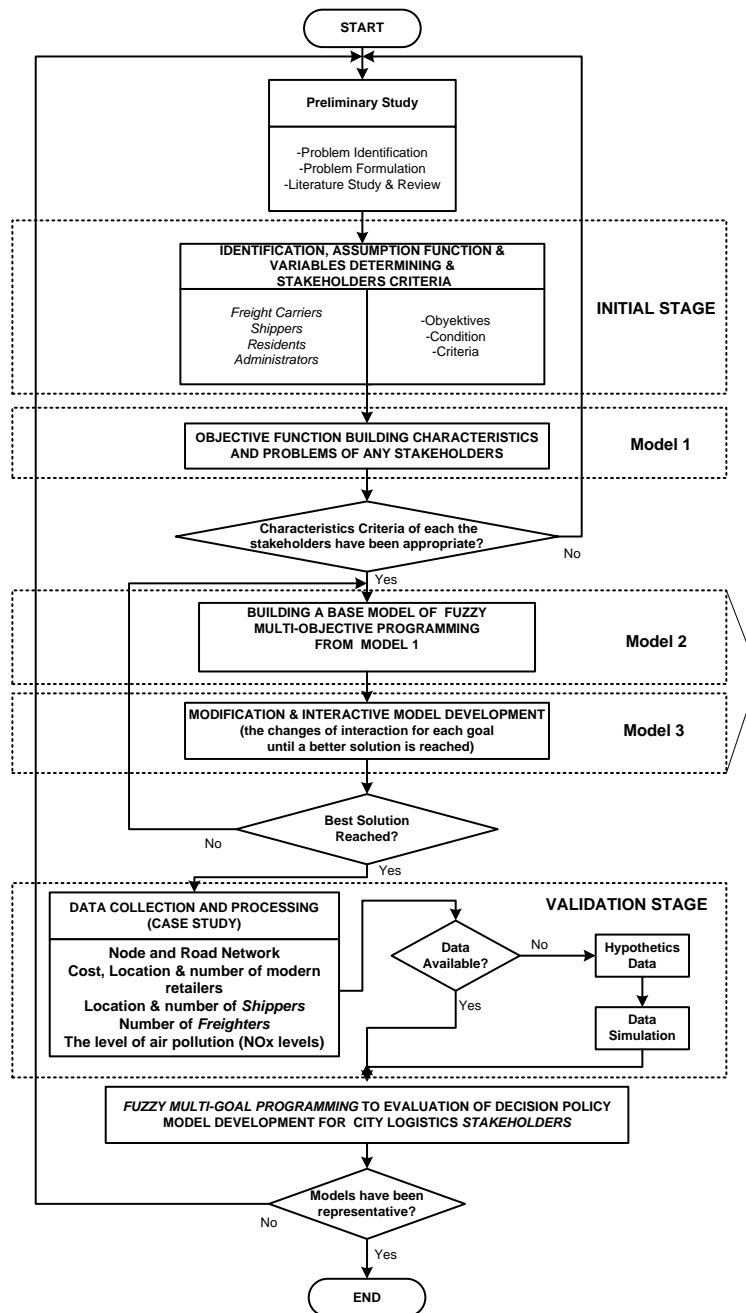 START
Preliminary Study
-Problem Identification
-Problem Formulation
-Literature Study & Review
IDENTIFICATION, ASSUMPTION FUNCTION &
VARIABLES DETERMINING &
STAKEHOLDERS CRITERIA
Freight Carriers
Shippers
Residents
Administrators
-Obyektives
-Condition
-Criteria
INITIAL STAGE
OBJECTIVE FUNCTION BUILDING CHARACTERISTICS
AND PROBLEMS OF ANY STAKEHOLDERS
Model 1
Characteristics Criteria of each the
stakeholders have been appropriate?
No
Yes
BUILDING A BASE MODEL OF FUZZY
MULTI-OBJECTIVE PROGRAMMING
FROM MODEL 1
Model 2
MODIFICATION & INTERACTIVE MODEL DEVELOPMENT
(the changes of interaction for each goal
until a better solution is reached)
Model 3
Best Solution
Reached?
No
Yes
DATA COLLECTION AND PROCESSING
(CASE STUDY)
Node and Road Network
Cost, Location & number of modern
retailers
Location & number of Shippers
Number of Freighters
The level of air pollution (NOx levels)
VALIDATION STAGE
Data
Available?
No
Yes
Hypothetics
Data
Data
Simulation
FUZZY MULTI-GOAL PROGRAMMING TO EVALUATION OF DECISION POLICY
MODEL DEVELOPMENT FOR CITY LOGISTICS STAKEHOLDERS
Models have been
representative?
No
Yes
END